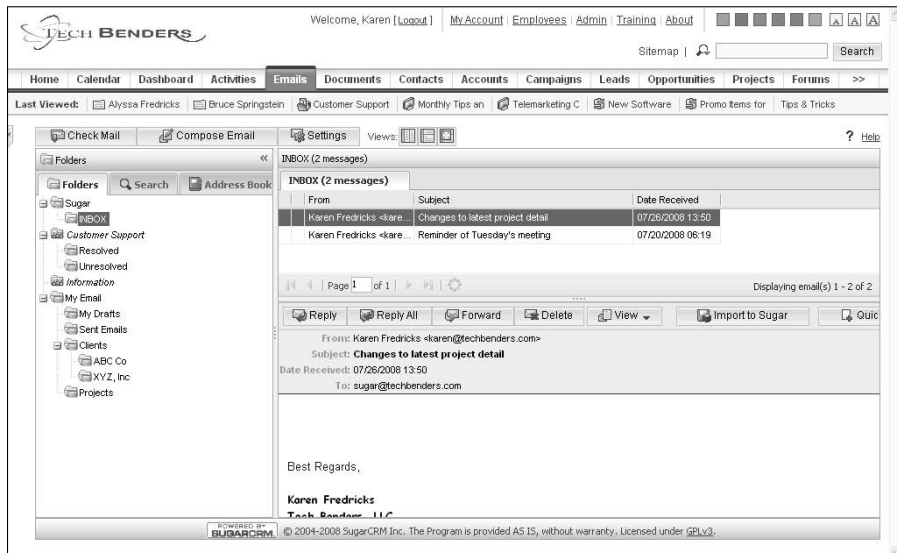 TECH BENDERS
Welcome, Karen [Logout] My Account Employees Admin Training About A A A
Sitemap Search
Home Calendar Dashboard Activities Emails Documents Contacts Accounts Campaigns Leads Opportunities Projects Forums >>
Last Viewed: Alyssa Fredricks Bruce Springstein Customer Support Monthly Tips an Telemarketing C New Software Promo Items for Tips & Tricks
Check Mail Compose Email Settings Views: ? Help
Folders << INBOX (2 messages)
Folders Search Address Book INBOX (2 messages)
Sugar
INBOX
Customer Support
Resolved
Unresolved
Information
My Email
My Drafts
Sent Emails
Clients
ABC Co
XYZ, Inc
Projects
From Subject Date Received
Karen Fredricks <kare... Changes to latest project detail 07/26/2008 13:50
Karen Fredricks <kare... Reminder of Tuesday's meeting 07/20/2008 06:19
Page 1 of 1 Displaying email(s) 1 - 2 of 2
Reply Reply All Forward Delete View Import to Sugar Quic
From: Karen Fredricks <karen@techbenders.com>
Subject: Changes to latest project detail
Date Received: 07/26/2008 13:50
To: sugar@techbenders.com
Best Regards,
Karen Fredricks
Tech Benders, LLC
POWERED BY SUGARCRM © 2004-2008 SugarCRM Inc. The Program is provided AS IS, without warranty. Licensed under GPLv3.